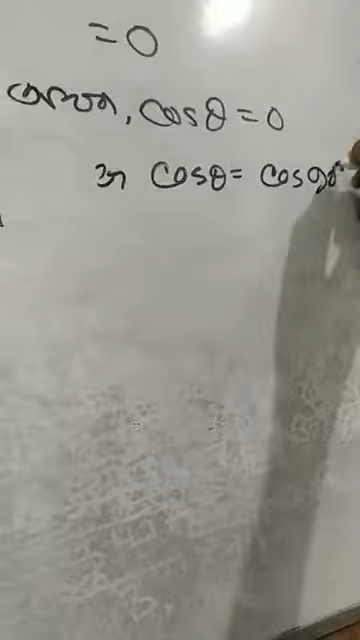 = 0
অথবা, Cos θ = 0
বা Cos θ = Cos 90°